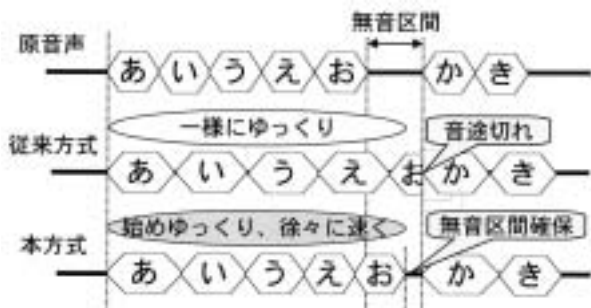 無音区間
原音声
あいうえお かき
一様にゆっくり
音途切れ
従来方式
あいうえお かき
始めゆっくり、徐々に速く
無音区間確保
本方式
あいうえお かき